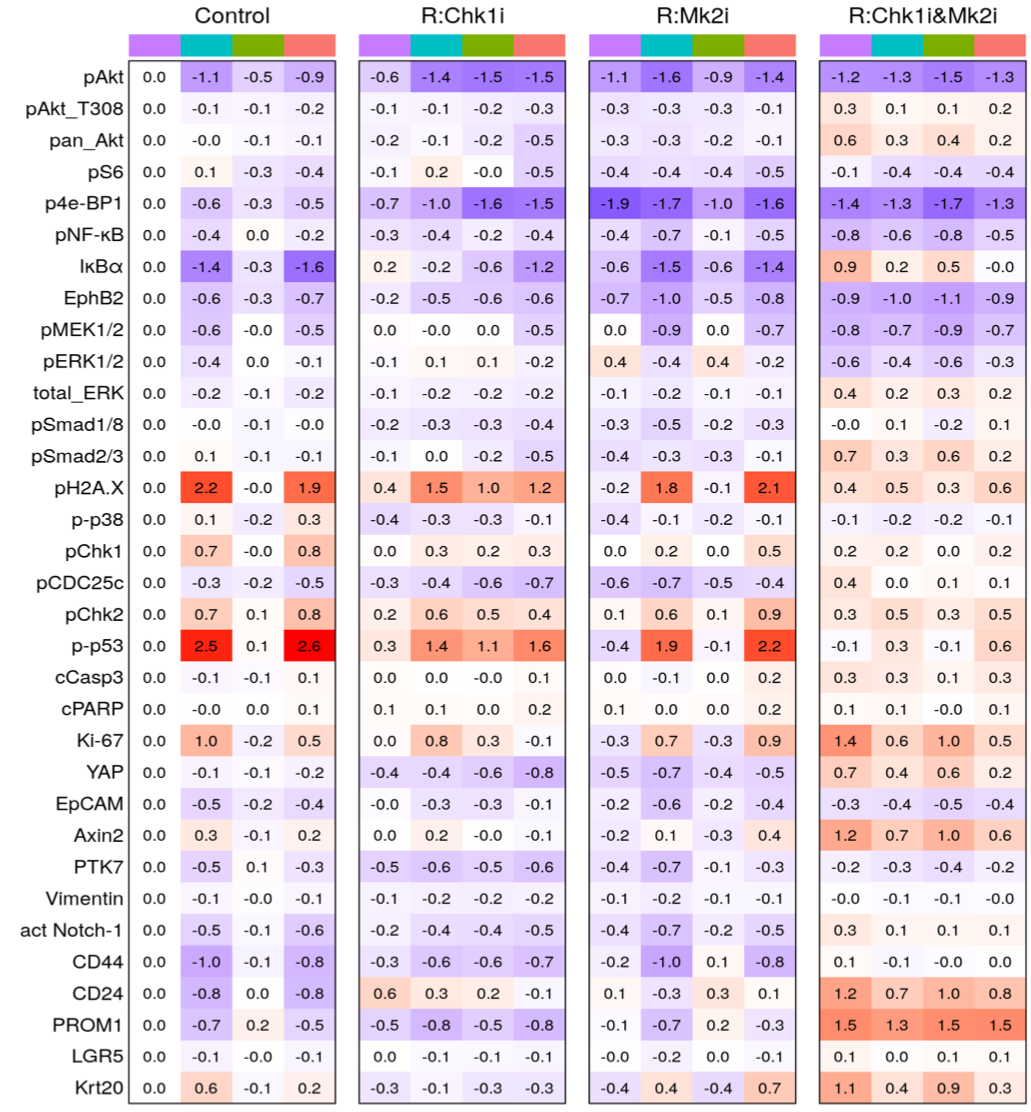 Control R:Chk1i R:Mk2i R:Chk1i&Mk2i
pAkt 0.0 -1.1 -0.5 -0.9 -0.6 -1.4 -1.5 -1.5 -1.1 -1.6 -0.9 -1.4 -1.2 -1.3 -1.5 -1.3
pAkt_T308 0.0 -0.1 -0.1 -0.2 -0.1 -0.1 -0.2 -0.3 -0.3 -0.3 -0.3 -0.1 0.3 0.1 0.1 0.2
pan_Akt 0.0 -0.0 -0.1 -0.1 -0.2 -0.1 -0.2 -0.5 -0.3 -0.3 -0.2 -0.1 0.6 0.3 0.4 0.2
pS6 0.0 0.1 -0.3 -0.4 -0.1 0.2 -0.0 -0.5 -0.4 -0.4 -0.4 -0.5 -0.1 -0.4 -0.4 -0.4
p4e-BP1 0.0 -0.6 -0.3 -0.5 -0.7 -1.0 -1.6 -1.5 -1.9 -1.7 -1.0 -1.6 -1.4 -1.3 -1.7 -1.3
pNF-κB 0.0 -0.4 0.0 -0.2 -0.3 -0.4 -0.2 -0.4 -0.4 -0.7 -0.1 -0.5 -0.8 -0.6 -0.8 -0.5
IκBα 0.0 -1.4 -0.3 -1.6 0.2 -0.2 -0.6 -1.2 -0.6 -1.5 -0.6 -1.4 0.9 0.2 0.5 -0.0
EphB2 0.0 -0.6 -0.3 -0.7 -0.2 -0.5 -0.6 -0.6 -0.7 -1.0 -0.5 -0.8 -0.9 -1.0 -1.1 -0.9
pMEK1/2 0.0 -0.6 -0.0 -0.5 0.0 -0.0 0.0 -0.5 0.0 -0.9 0.0 -0.7 -0.8 -0.7 -0.9 -0.7
pERK1/2 0.0 -0.4 0.0 -0.1 -0.1 0.1 0.1 -0.2 0.4 -0.4 0.4 -0.2 -0.6 -0.4 -0.6 -0.3
total_ERK 0.0 -0.2 -0.1 -0.2 -0.1 -0.2 -0.2 -0.2 -0.1 -0.2 -0.1 -0.1 0.4 0.2 0.3 0.2
pSmad1/8 0.0 -0.0 -0.1 -0.0 -0.2 -0.3 -0.3 -0.4 -0.3 -0.5 -0.2 -0.3 -0.0 0.1 -0.2 0.1
pSmad2/3 0.0 0.1 -0.1 -0.1 -0.1 0.0 -0.2 -0.5 -0.4 -0.3 -0.3 -0.1 0.7 0.3 0.6 0.2
pH2A.X 0.0 2.2 -0.0 1.9 0.4 1.5 1.0 1.2 -0.2 1.8 -0.1 2.1 0.4 0.5 0.3 0.6
p-p38 0.0 0.1 -0.2 0.3 -0.4 -0.3 -0.3 -0.1 -0.4 -0.1 -0.2 -0.1 -0.1 -0.2 -0.2 -0.1
pChk1 0.0 0.7 -0.0 0.8 0.0 0.3 0.2 0.3 0.0 0.2 0.0 0.5 0.2 0.2 0.0 0.2
pCDC25c 0.0 -0.3 -0.2 -0.5 -0.3 -0.4 -0.6 -0.7 -0.6 -0.7 -0.5 -0.4 0.4 0.0 0.1 0.1
pChk2 0.0 0.7 0.1 0.8 0.2 0.6 0.5 0.4 0.1 0.6 0.1 0.9 0.3 0.5 0.3 0.5
p-p53 0.0 2.5 0.1 2.6 0.3 1.4 1.1 1.6 -0.4 1.9 -0.1 2.2 -0.1 0.3 -0.1 0.6
cCasp3 0.0 -0.1 -0.1 0.1 0.0 0.0 -0.0 0.1 0.0 -0.1 0.0 0.2 0.3 0.3 0.1 0.3
cPARP 0.0 -0.0 0.0 0.1 0.1 0.1 0.0 0.2 0.1 0.0 0.0 0.2 0.1 0.1 -0.0 0.1
Ki-67 0.0 1.0 -0.2 0.5 0.0 0.8 0.3 -0.1 -0.3 0.7 -0.3 0.9 1.4 0.6 1.0 0.5
YAP 0.0 -0.1 -0.1 -0.2 -0.4 -0.4 -0.6 -0.8 -0.5 -0.7 -0.4 -0.5 0.7 0.4 0.6 0.2
EpCAM 0.0 -0.5 -0.2 -0.4 -0.0 -0.3 -0.3 -0.1 -0.2 -0.6 -0.2 -0.4 -0.3 -0.4 -0.5 -0.4
Axin2 0.0 0.3 -0.1 0.2 0.0 0.2 -0.0 -0.1 -0.2 0.1 -0.3 0.4 1.2 0.7 1.0 0.6
PTK7 0.0 -0.5 0.1 -0.3 -0.5 -0.6 -0.5 -0.6 -0.4 -0.7 -0.1 -0.3 -0.2 -0.3 -0.4 -0.2
Vimentin 0.0 -0.1 -0.0 -0.1 -0.1 -0.2 -0.2 -0.2 -0.1 -0.2 -0.1 -0.1 -0.0 -0.1 -0.1 -0.0
act Notch-1 0.0 -0.5 -0.1 -0.6 -0.2 -0.4 -0.4 -0.5 -0.4 -0.7 -0.2 -0.5 0.3 0.1 0.1 0.1
CD44 0.0 -1.0 -0.1 -0.8 -0.3 -0.6 -0.6 -0.7 -0.2 -1.0 0.1 -0.8 0.1 -0.1 -0.0 0.0
CD24 0.0 -0.8 0.0 -0.8 0.6 0.3 0.2 -0.1 0.1 -0.3 0.3 0.1 1.2 0.7 1.0 0.8
PROM1 0.0 -0.7 0.2 -0.5 -0.5 -0.8 -0.5 -0.8 -0.1 -0.7 0.2 -0.3 1.5 1.3 1.5 1.5
LGR5 0.0 -0.1 -0.0 -0.1 0.0 -0.1 -0.1 -0.1 -0.0 -0.2 0.0 -0.1 0.1 0.0 0.1 0.1
Krt20 0.0 0.6 -0.1 0.2 -0.3 -0.1 -0.3 -0.3 -0.4 0.4 -0.4 0.7 1.1 0.4 0.9 0.3